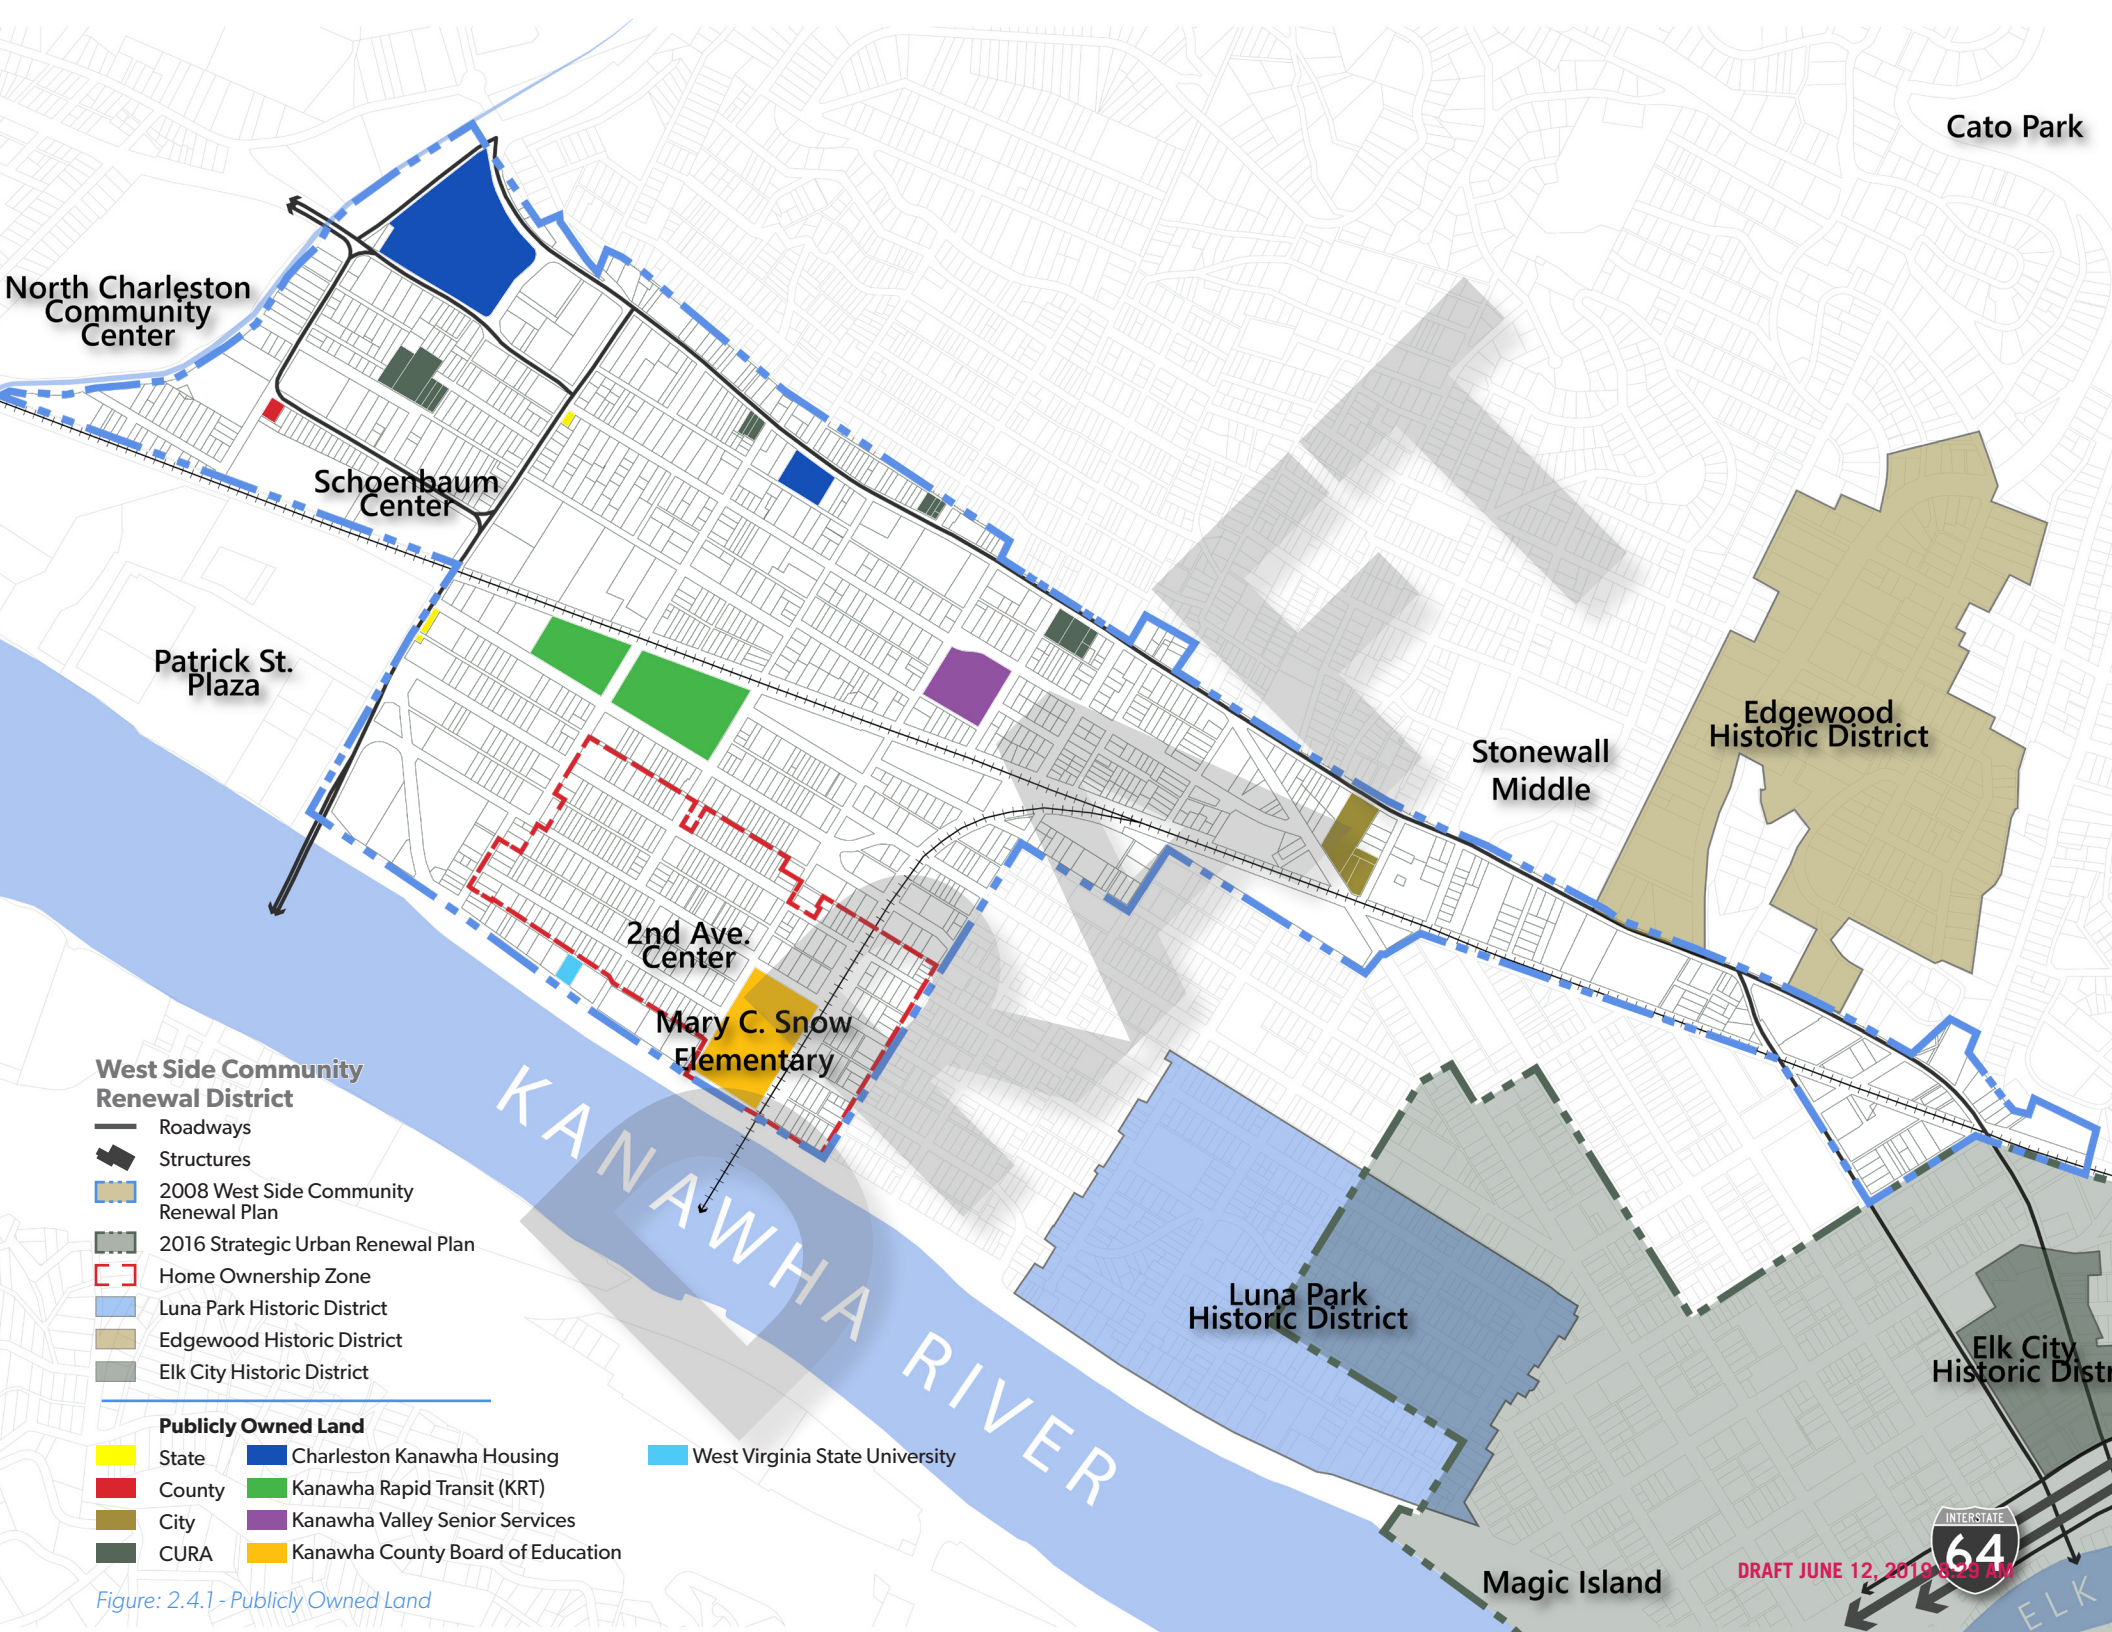 Cato Park
North Charleston
Community
Center
Schoenbaum
Center
Patrick St.
Plaza
Edgewood
Historic District
Stonewall
Middle
2nd Ave.
Center
Mary C. Snow
Elementary
KANAWHA RIVER
Luna Park
Historic District
Elk City
Historic Distr
Magic Island
INTERSTATE
64
ELK
DRAFT
West Side Community
Renewal District
Roadways
Structures
2008 West Side Community
Renewal Plan
2016 Strategic Urban Renewal Plan
Home Ownership Zone
Luna Park Historic District
Edgewood Historic District
Elk City Historic District
Publicly Owned Land
State
Charleston Kanawha Housing
West Virginia State University
County
Kanawha Rapid Transit (KRT)
City
Kanawha Valley Senior Services
CURA
Kanawha County Board of Education
Figure: 2.4.1 - Publicly Owned Land
DRAFT JUNE 12, 2019 8:29 AM